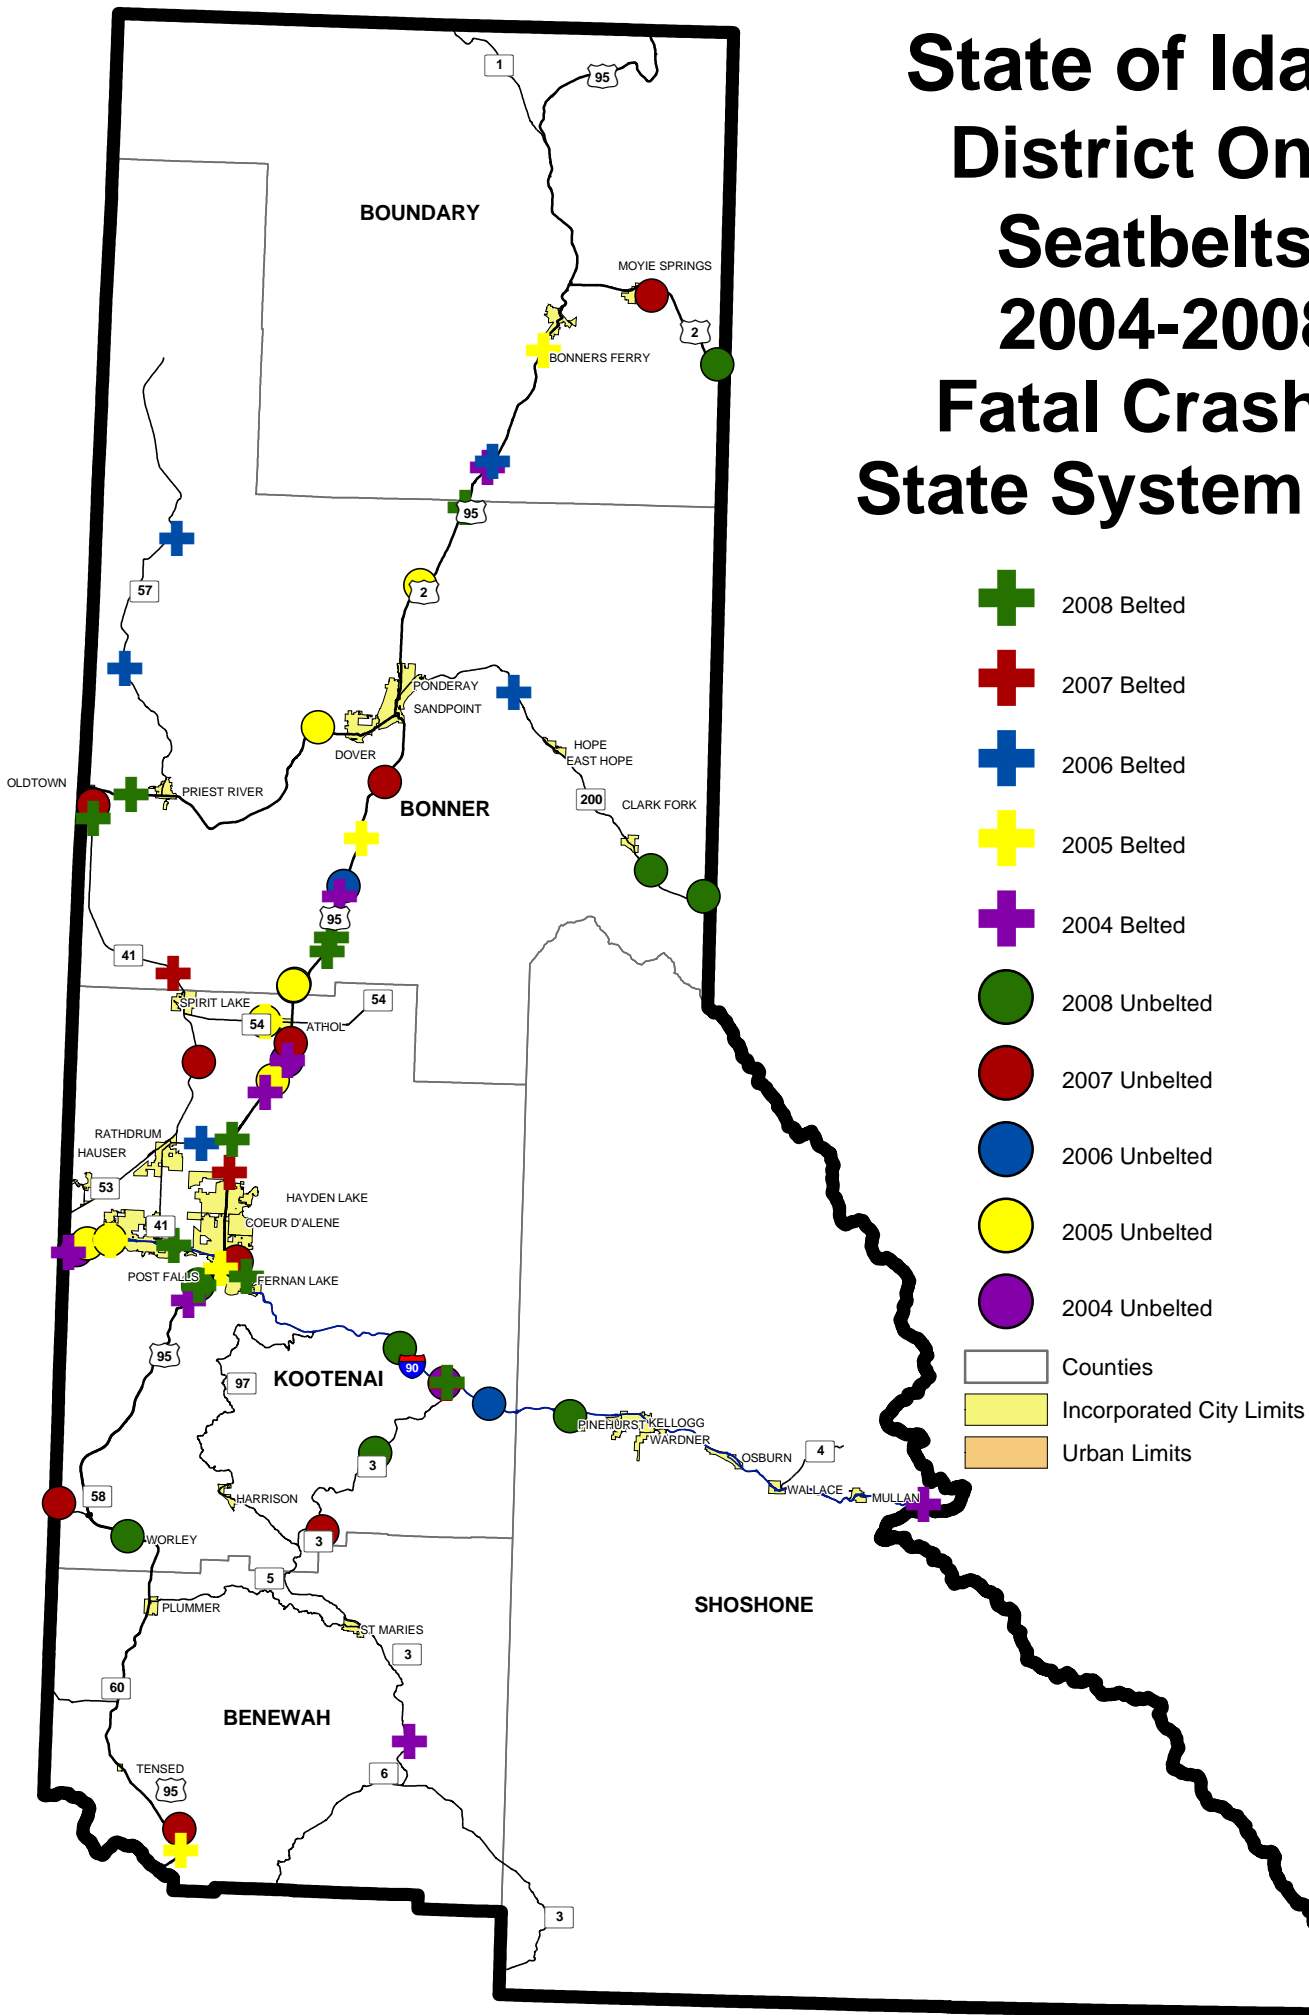 State of Ida
District On
Seatbelts
2004-2008
Fatal Crash
State System
1
95
BOUNDARY
MOYIE SPRINGS
2
BONNERS FERRY
95
57
2
PONDERAY
SANDPOINT
DOVER
HOPE
EAST HOPE
OLDTOWN
PRIEST RIVER
BONNER
200
CLARK FORK
95
41
SPIRIT LAKE
54
54
ATHOL
RATHDRUM
HAUSER
53
HAYDEN LAKE
41
COEUR D'ALENE
POST FALLS
FERNAN LAKE
95
90
97
KOOTENAI
PINEHURST
KELLOGG
WARDNER
OSBURN
4
3
WALLACE
MULLAN
58
HARRISON
WORLEY
3
5
PLUMMER
ST MARIES
SHOSHONE
3
60
BENEWAH
TENSED
95
6
3
2008 Belted
2007 Belted
2006 Belted
2005 Belted
2004 Belted
2008 Unbelted
2007 Unbelted
2006 Unbelted
2005 Unbelted
2004 Unbelted
Counties
Incorporated City Limits
Urban Limits